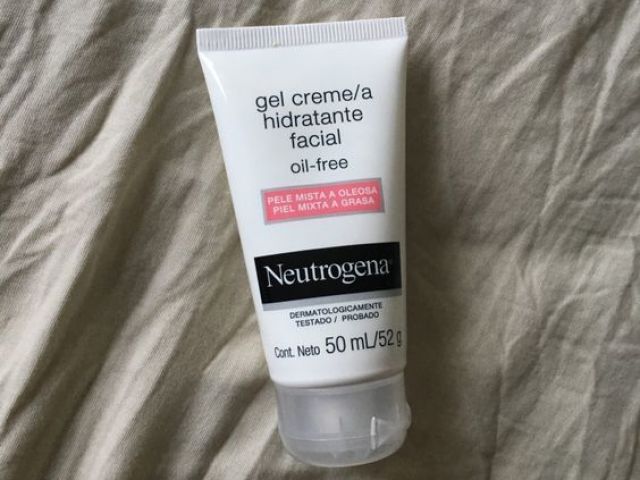 gel creme/a
hidratante
facial
oil-free
PELE MISTA A OLEOSA
PIEL MIXTA A GRASA
Neutrogena
DERMATOLOGICAMENTE
TESTADO / PROBADO
Cont. Neto 50 mL/52 g